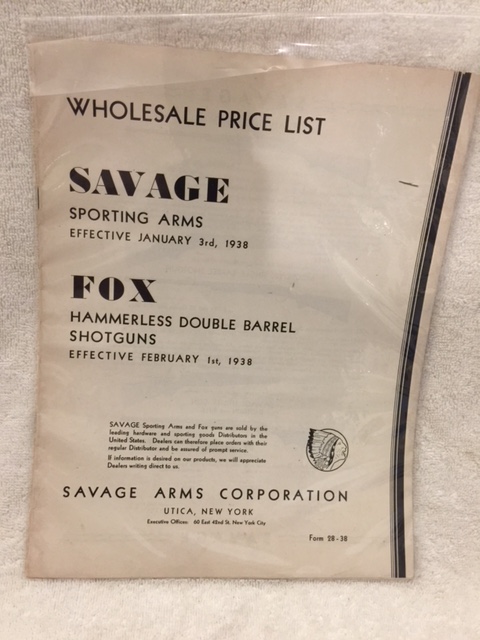 WHOLESALE PRICE LIST
SAVAGE
SPORTING ARMS
EFFECTIVE JANUARY 3rd, 1938
FOX
HAMMERLESS DOUBLE BARREL
SHOTGUNS
EFFECTIVE FEBRUARY 1st, 1938
SAVAGE Sporting Arms and Fox guns are sold by the
leading hardware and sporting goods Distributors in the
United States. Dealers can therefore place orders with their
regular Distributor and be assured of prompt service.
If information is desired on our products, we will appreciate
Dealers writing direct to us.
SAVAGE ARMS CORPORATION
UTICA, NEW YORK
Executive Offices: 60 East 42nd St. New York City
Form 28-38